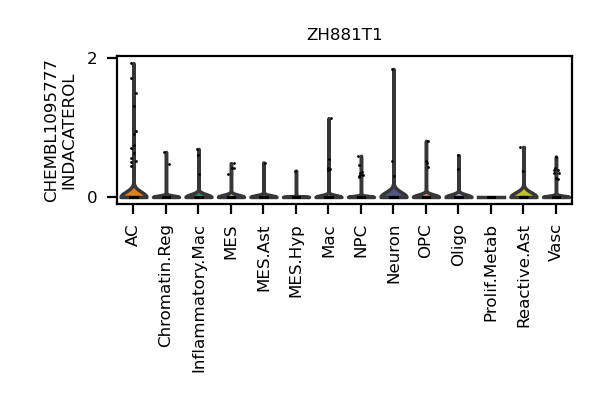 ZH881T1
CHEMBL1095777
INDACATEROL
2
0
AC
Chromatin.Reg
Inflammatory.Mac
MES
MES.Ast
MES.Hyp
Mac
NPC
Neuron
OPC
Oligo
Prolif.Metab
Reactive.Ast
Vasc